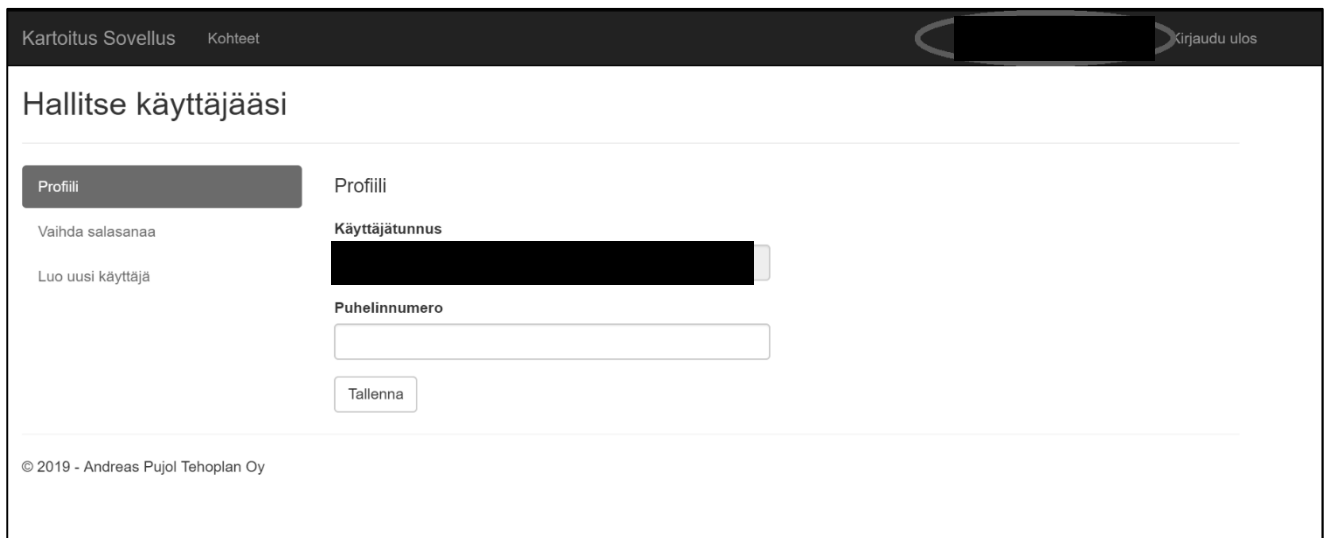 Kartoitus Sovellus Kohteet Kirjaudu ulos
Hallitse käyttäjääsi
Profiili
Vaihda salasanaa
Luo uusi käyttäjä
Profiili
Käyttäjätunnus
Puhelinnumero
Tallenna
© 2019 - Andreas Pujol Tehoplan Oy